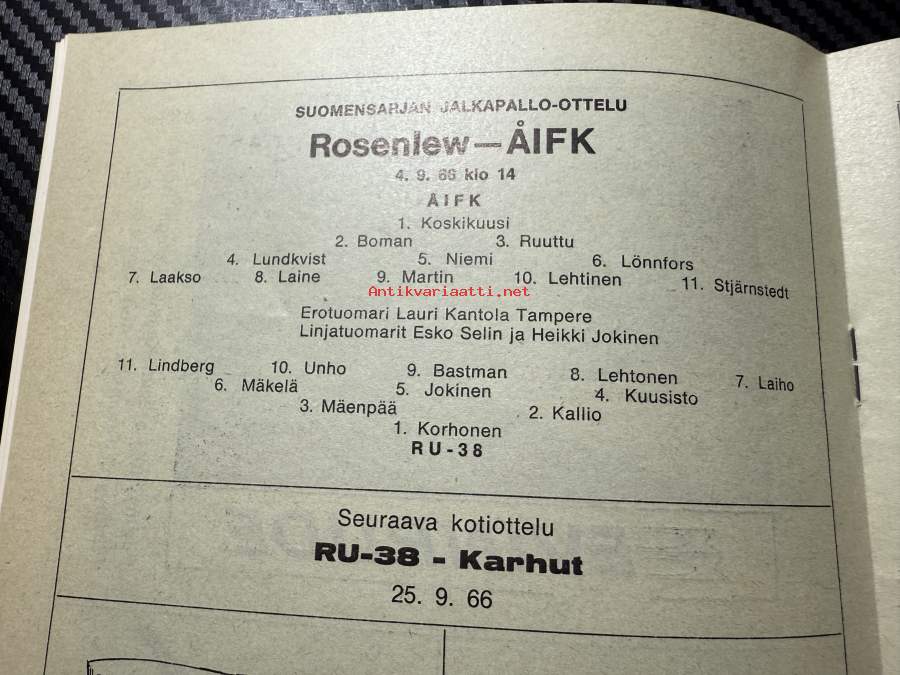 SUOMENSARJAN JALKAPALLO-OTTELU
Rosenlew — ÅIFK
4. 9. 66 klo 14
ÅIFK
1. Koskikuusi
2. Boman 3. Ruuttu
4. Lundkvist 5. Niemi 6. Lönnfors
7. Laakso 8. Laine 9. Martin 10. Lehtinen 11. Stjärnstedt
Antikvariaatti.net
Erotuomari Lauri Kantola Tampere
Linjatuomarit Esko Selin ja Heikki Jokinen
11. Lindberg 10. Unho 9. Bastman 8. Lehtonen 7. Laiho
6. Mäkelä 5. Jokinen 4. Kuusisto
3. Mäenpää 2. Kallio
1. Korhonen
RU-38
Seuraava kotiottelu
RU-38 - Karhut
25. 9. 66